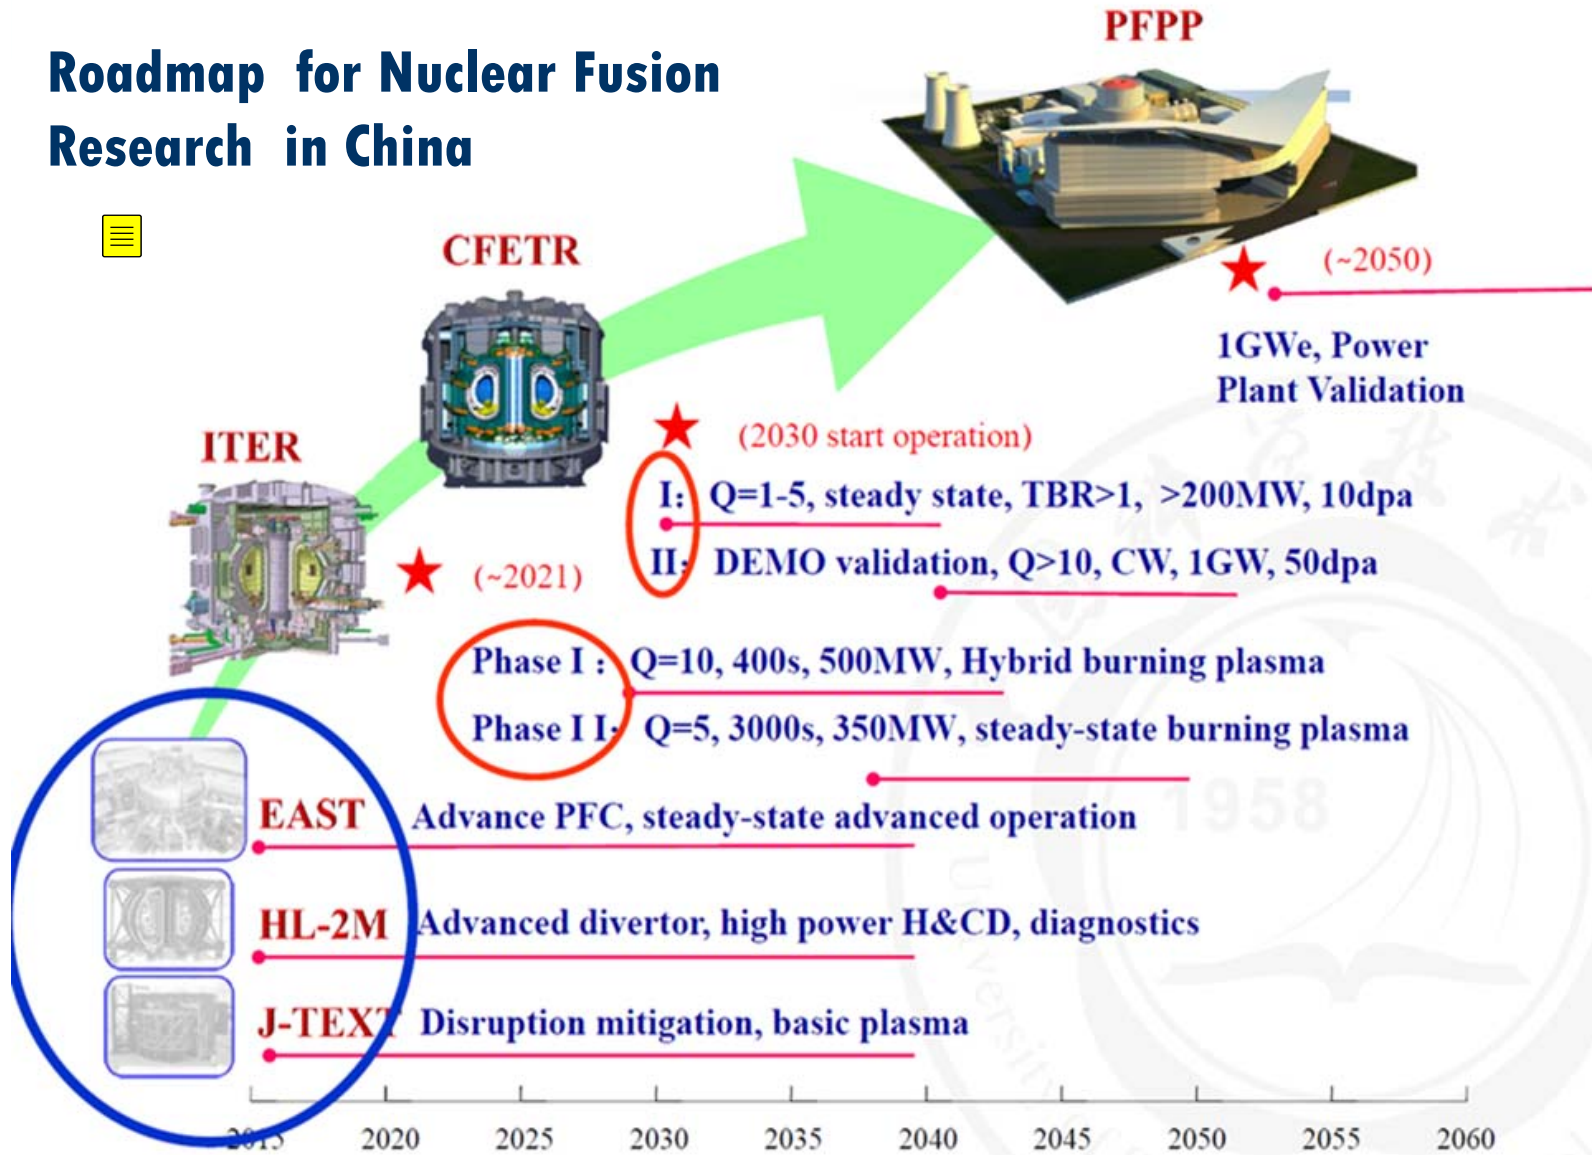 Roadmap for Nuclear Fusion
Research in China
PFPP
CFETR
(~2050)
1GWe, Power
Plant Validation
ITER
(2030 start operation)
I: Q=1-5, steady state, TBR>1, >200MW, 10dpa
II: DEMO validation, Q>10, CW, 1GW, 50dpa
(~2021)
Phase I : Q=10, 400s, 500MW, Hybrid burning plasma
Phase I I: Q=5, 3000s, 350MW, steady-state burning plasma
1958
EAST Advance PFC, steady-state advanced operation
HL-2M Advanced divertor, high power H&CD, diagnostics
J-TEXT Disruption mitigation, basic plasma
2015 2020 2025 2030 2035 2040 2045 2050 2055 2060
University